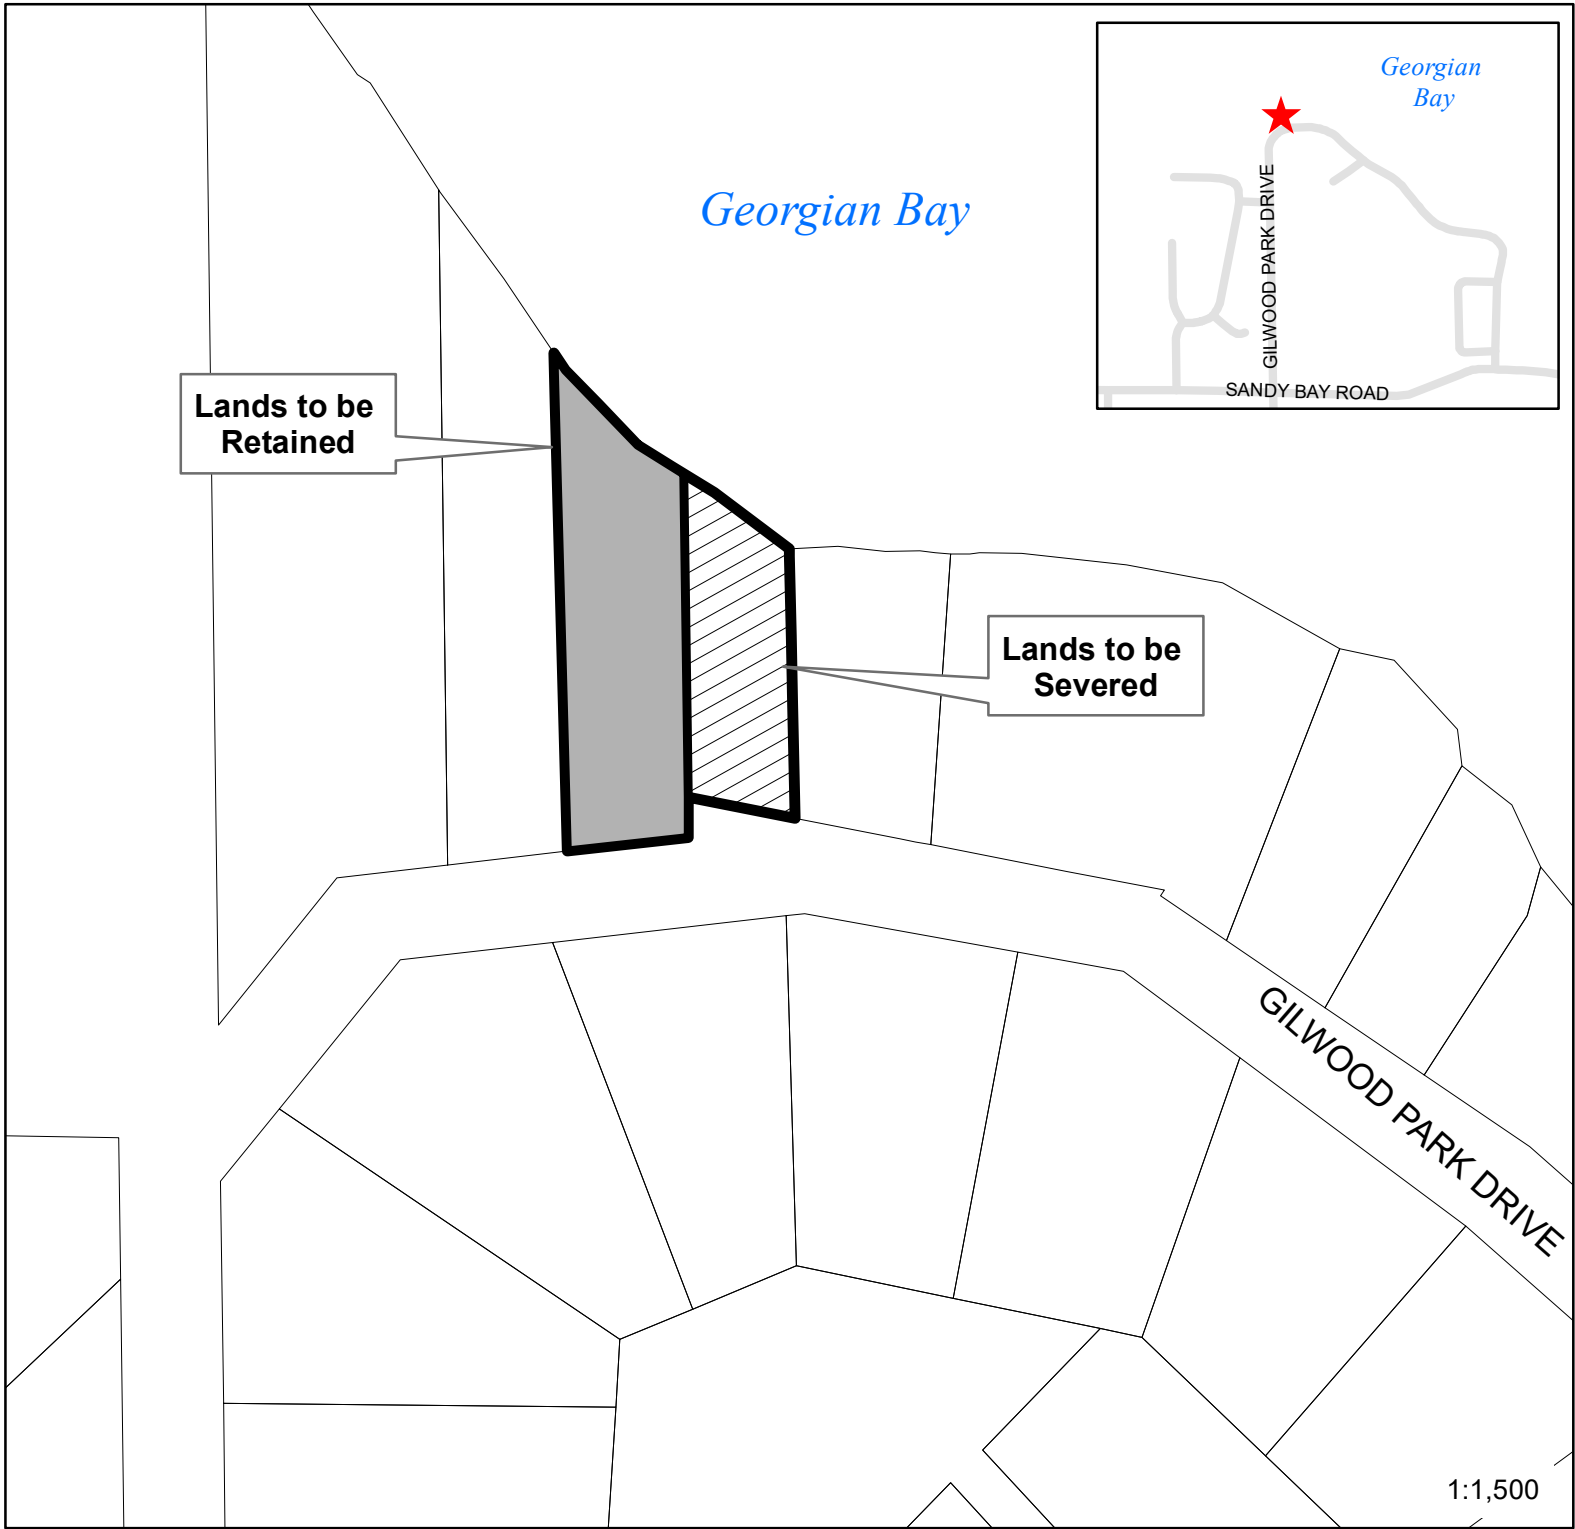 Georgian
Bay
GILWOOD PARK DRIVE
SANDY BAY ROAD
Georgian Bay
Lands to be
Retained
Lands to be
Severed
GILWOOD PARK DRIVE
1:1,500